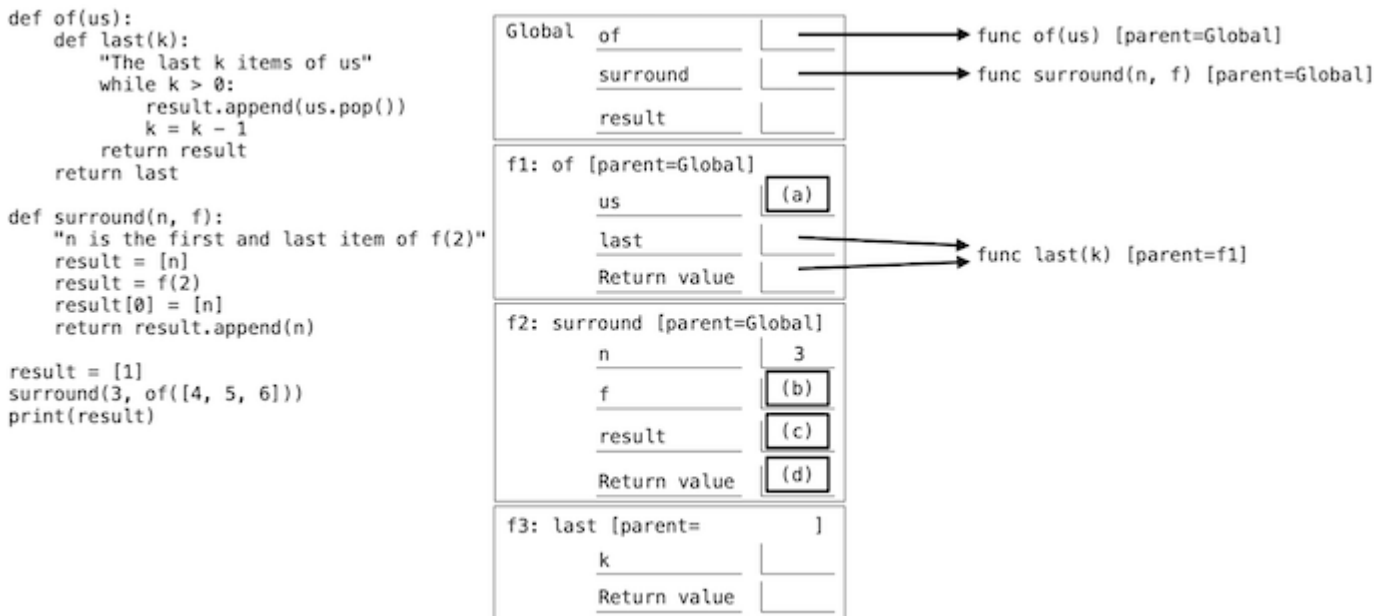 def of(us):
    def last(k):
        "The last k items of us"
        while k > 0:
            result.append(us.pop())
            k = k - 1
        return result
    return last

def surround(n, f):
    "n is the first and last item of f(2)"
    result = [n]
    result = f(2)
    result[0] = [n]
    return result.append(n)

result = [1]
surround(3, of([4, 5, 6]))
print(result)

Global of
surround
result
func of(us) [parent=Global]
func surround(n, f) [parent=Global]
f1: of [parent=Global]
us (a)
last
Return value
func last(k) [parent=f1]
f2: surround [parent=Global]
n 3
f (b)
result (c)
Return value (d)
f3: last [parent= ]
k
Return value